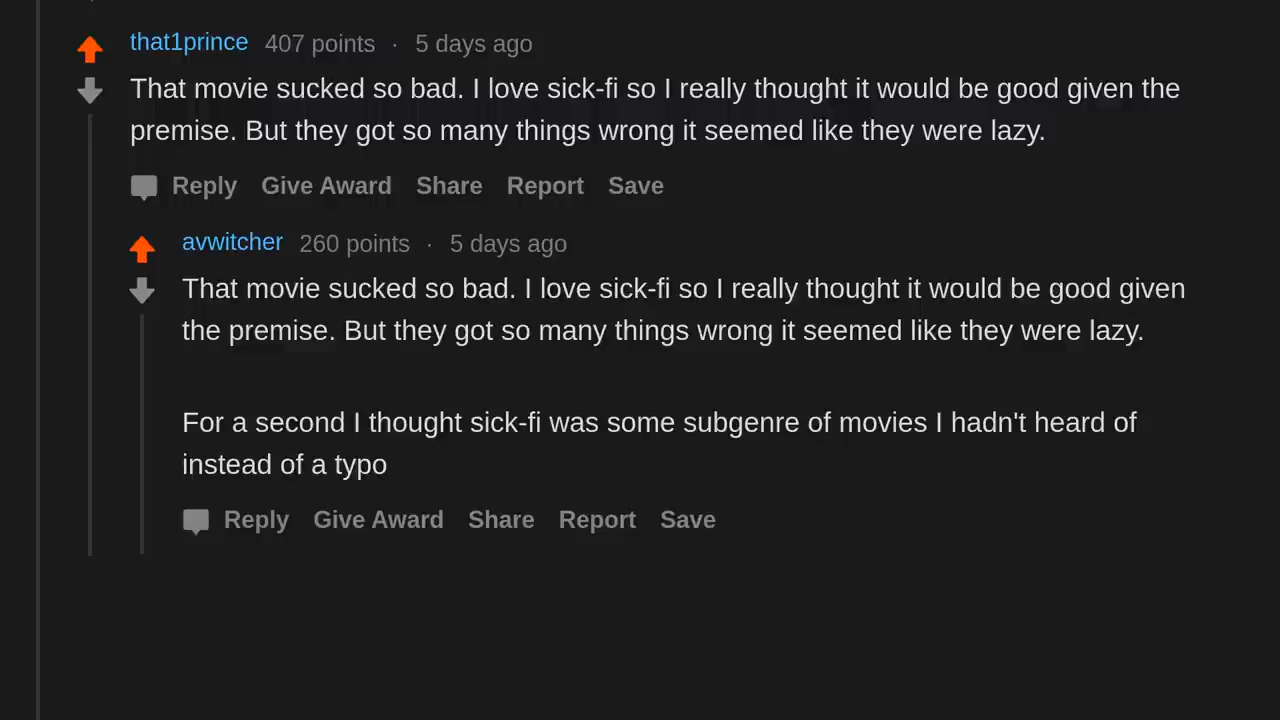 that1prince 407 points · 5 days ago
That movie sucked so bad. I love sick-fi so I really thought it would be good given the
premise. But they got so many things wrong it seemed like they were lazy.
Reply Give Award Share Report Save
avwitcher 260 points · 5 days ago
That movie sucked so bad. I love sick-fi so I really thought it would be good given
the premise. But they got so many things wrong it seemed like they were lazy.
For a second I thought sick-fi was some subgenre of movies I hadn't heard of
instead of a typo
Reply Give Award Share Report Save